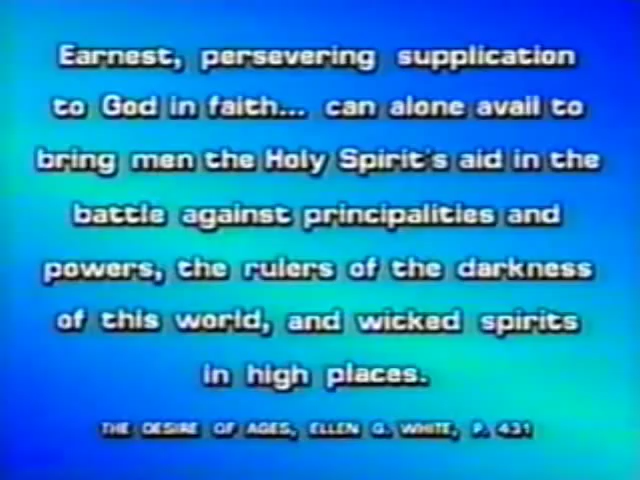 Earnest, persevering supplication
to God in faith... can alone avail to
bring men the Holy Spirit's aid in the
battle against principalities and
powers, the rulers of the darkness
of this world, and wicked spirits
in high places.
THE DESIRE OF AGES, ELLEN G. WHITE, P. 431